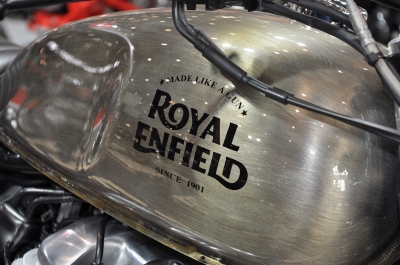 ★ MADE LIKE A GUN ★
ROYAL
ENFIELD
SINCE 1901